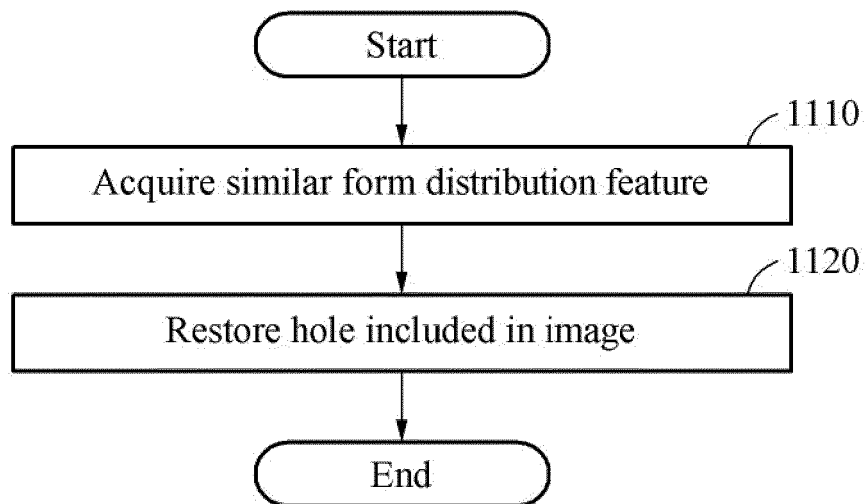 Start
1110
Acquire similar form distribution feature
1120
Restore hole included in image
End